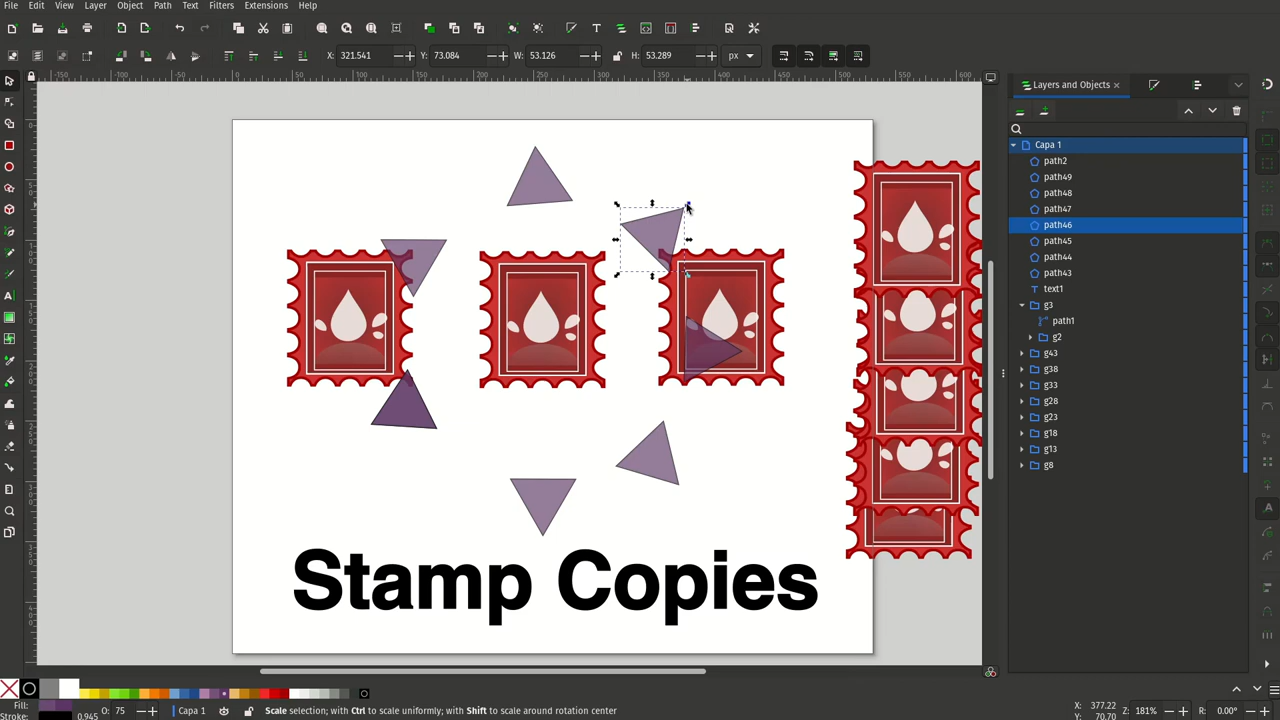 File Edit View Layer Object Path Text Filters Extensions Help
X: 321.541 Y: 73.084 W: 53.126 H: 53.289 px
Layers and Objects
Capa 1
path2
path49
path48
path47
path46
path45
path44
path43
text1
g3
path1
g2
g43
g38
g33
g28
g23
g18
g13
g8
Stamp Copies
Fill:
Stroke: 0.945
O: 75
Capa 1
Scale selection; with Ctrl to scale uniformly; with Shift to scale around rotation center
X: 377.22
Y: 70.70
Z: 181%
R: 0.00°